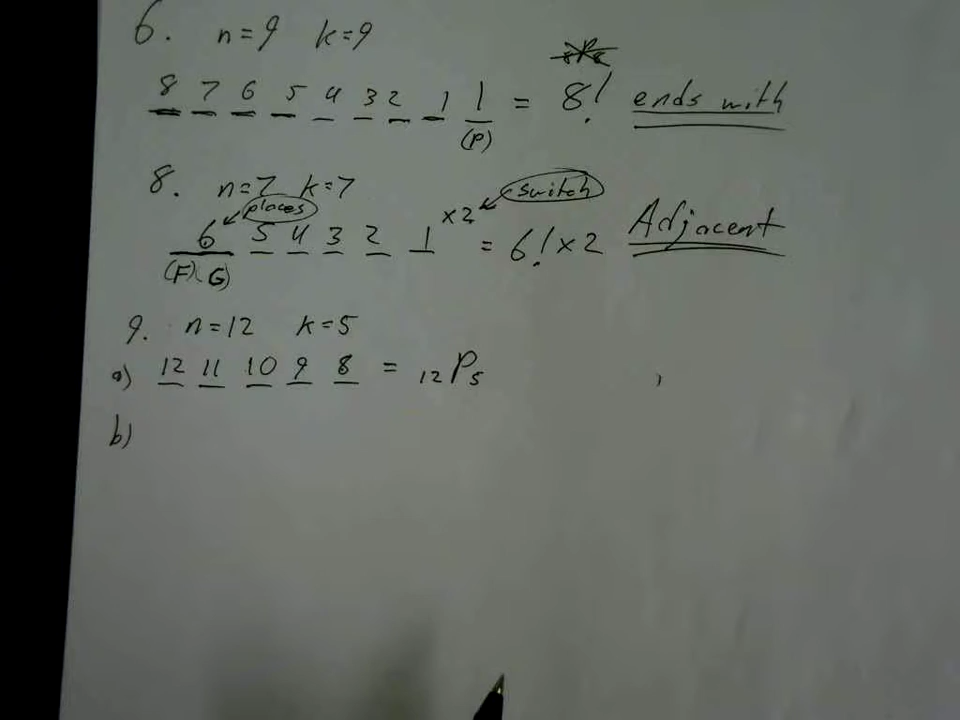 6. n=9 k=9
8 7 6 5 4 3 2 1 1 = 8! ends with
(P)
8. n=7 k=7
places switch
6 5 4 3 2 1 ×2 = 6!×2 Adjacent
(F)(G)
9. n=12 k=5
a) 12 11 10 9 8 = 12P5
b)